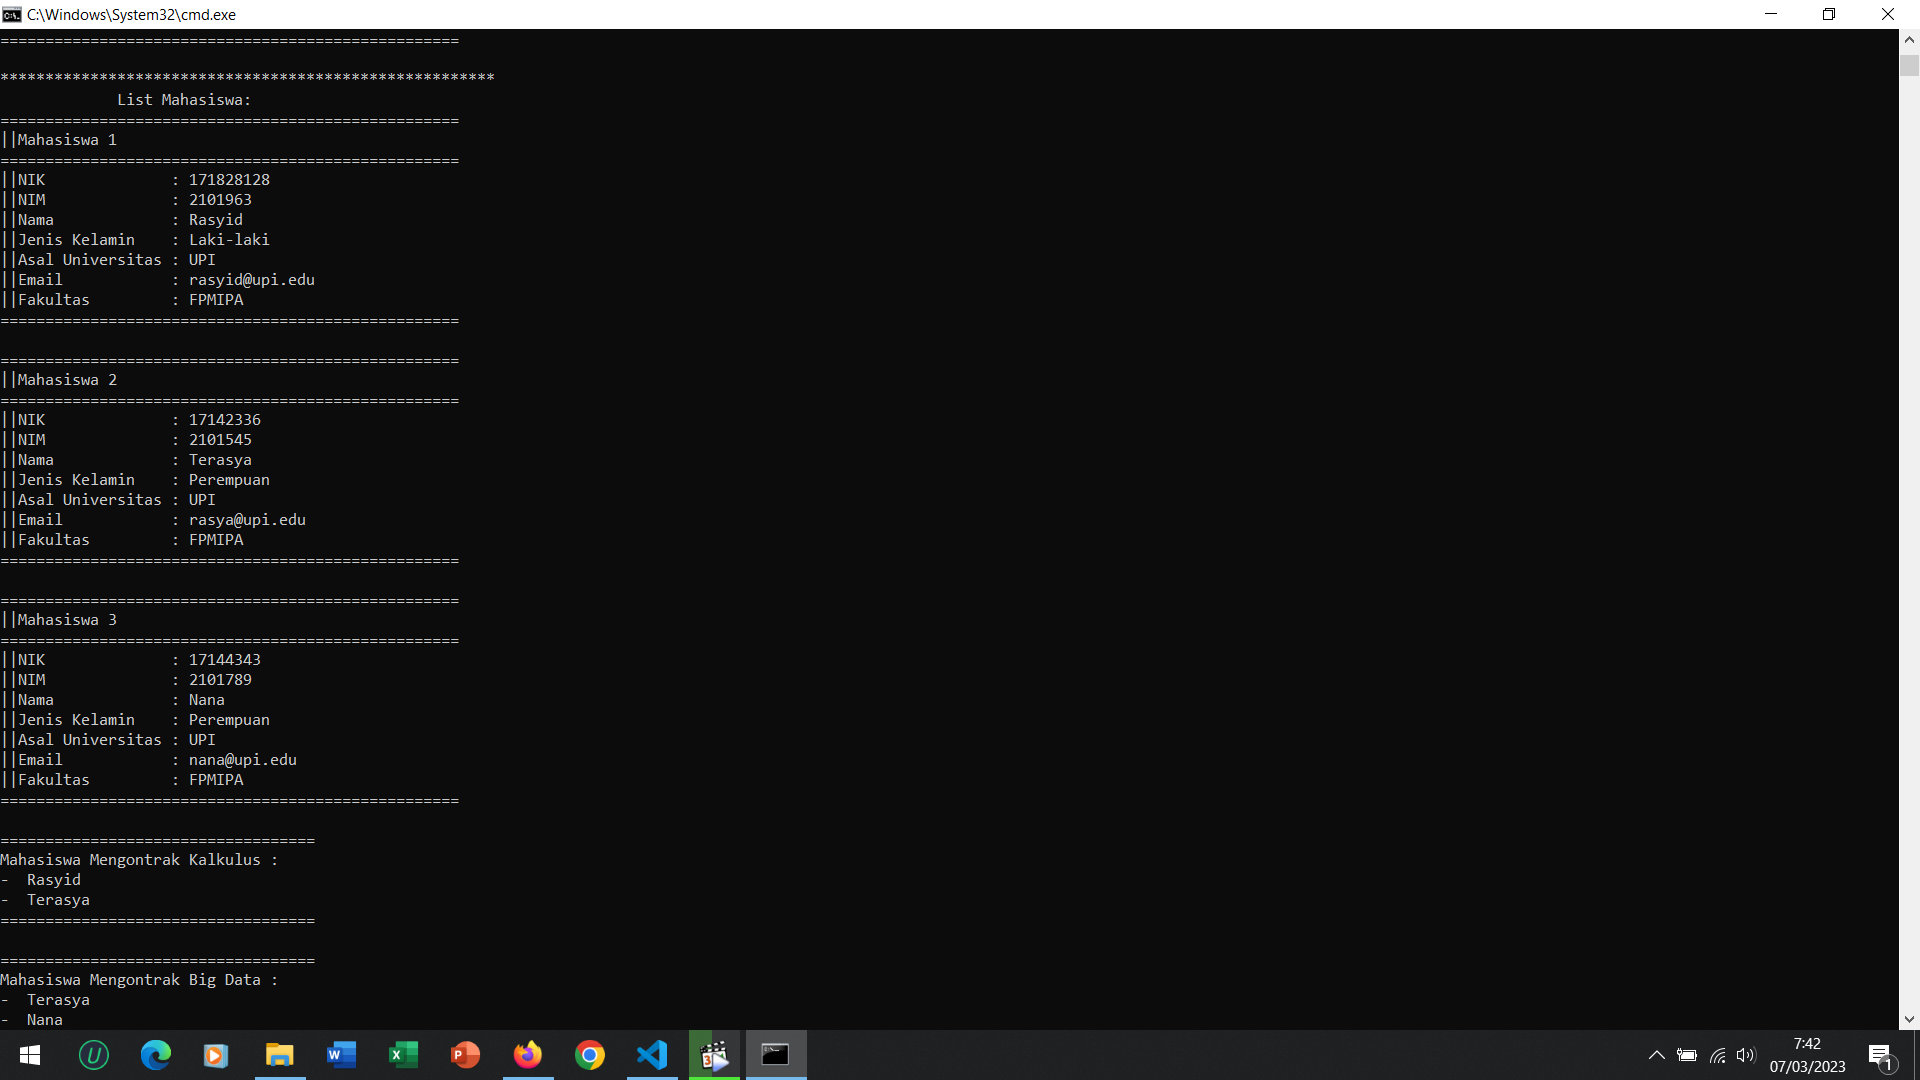 C:\Windows\System32\cmd.exe
===================================================
*******************************************************
             List Mahasiswa:
===================================================
||Mahasiswa 1
===================================================
||NIK              : 171828128
||NIM              : 2101963
||Nama             : Rasyid
||Jenis Kelamin    : Laki-laki
||Asal Universitas : UPI
||Email            : rasyid@upi.edu
||Fakultas         : FPMIPA
===================================================
===================================================
||Mahasiswa 2
===================================================
||NIK              : 17142336
||NIM              : 2101545
||Nama             : Terasya
||Jenis Kelamin    : Perempuan
||Asal Universitas : UPI
||Email            : rasya@upi.edu
||Fakultas         : FPMIPA
===================================================
===================================================
||Mahasiswa 3
===================================================
||NIK              : 17144343
||NIM              : 2101789
||Nama             : Nana
||Jenis Kelamin    : Perempuan
||Asal Universitas : UPI
||Email            : nana@upi.edu
||Fakultas         : FPMIPA
===================================================
===================================
Mahasiswa Mengontrak Kalkulus :
-  Rasyid
-  Terasya
===================================
===================================
Mahasiswa Mengontrak Big Data :
-  Terasya
-  Nana
7:42
07/03/2023
1